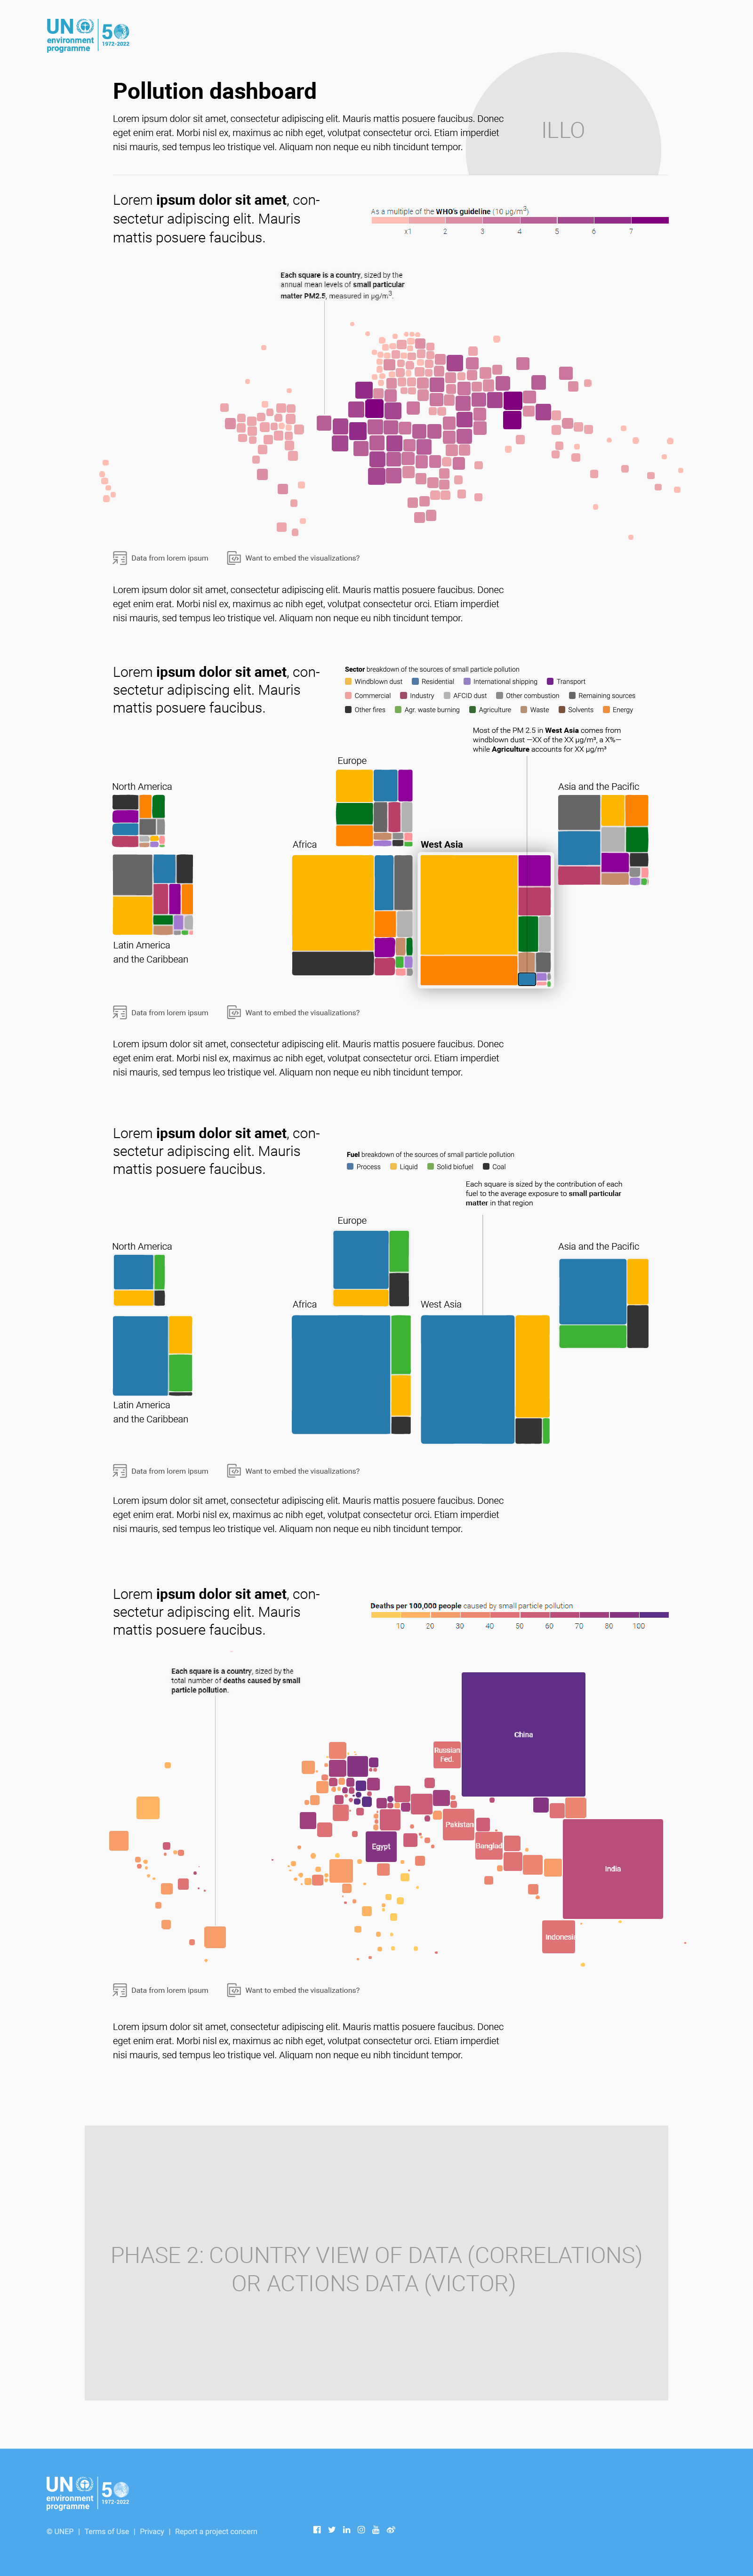 UN
environment
programme
50
1972-2022
Pollution dashboard
Lorem ipsum dolor sit amet, consectetur adipiscing elit. Mauris mattis posuere faucibus. Donec
eget enim erat. Morbi nisl ex, maximus ac nibh eget, volutpat consectetur orci. Etiam imperdiet
nisi mauris, sed tempus leo tristique vel. Aliquam non neque eu nibh tincidunt tempor.
ILLO
Lorem ipsum dolor sit amet, con-
sectetur adipiscing elit. Mauris
mattis posuere faucibus.
As a multiple of the WHO's guideline (10 µg/m³)
x1 2 3 4 5 6 7
Each square is a country, sized by the
annual mean levels of small particular
matter PM2.5, measured in µg/m³.
Data from lorem ipsum
Want to embed the visualizations?
Lorem ipsum dolor sit amet, consectetur adipiscing elit. Mauris mattis posuere faucibus. Donec
eget enim erat. Morbi nisl ex, maximus ac nibh eget, volutpat consectetur orci. Etiam imperdiet
nisi mauris, sed tempus leo tristique vel. Aliquam non neque eu nibh tincidunt tempor.
Lorem ipsum dolor sit amet, con-
sectetur adipiscing elit. Mauris
mattis posuere faucibus.
Sector breakdown of the sources of small particle pollution
Windblown dust Residential International shipping Transport
Commercial Industry AFCID dust Other combustion Remaining sources
Other fires Agr. waste burning Agriculture Waste Solvents Energy
Most of the PM 2.5 in West Asia comes from
windblown dust —XX of the XX µg/m³, a X%—
while Agriculture accounts for XX µg/m³
Europe
North America
Asia and the Pacific
Africa
West Asia
Latin America
and the Caribbean
Data from lorem ipsum
Want to embed the visualizations?
Lorem ipsum dolor sit amet, consectetur adipiscing elit. Mauris mattis posuere faucibus. Donec
eget enim erat. Morbi nisl ex, maximus ac nibh eget, volutpat consectetur orci. Etiam imperdiet
nisi mauris, sed tempus leo tristique vel. Aliquam non neque eu nibh tincidunt tempor.
Lorem ipsum dolor sit amet, con-
sectetur adipiscing elit. Mauris
mattis posuere faucibus.
Fuel breakdown of the sources of small particle pollution
Process Liquid Solid biofuel Coal
Each square is sized by the contribution of each
fuel to the average exposure to small particular
matter in that region
Europe
North America
Asia and the Pacific
Africa
West Asia
Latin America
and the Caribbean
Data from lorem ipsum
Want to embed the visualizations?
Lorem ipsum dolor sit amet, consectetur adipiscing elit. Mauris mattis posuere faucibus. Donec
eget enim erat. Morbi nisl ex, maximus ac nibh eget, volutpat consectetur orci. Etiam imperdiet
nisi mauris, sed tempus leo tristique vel. Aliquam non neque eu nibh tincidunt tempor.
Lorem ipsum dolor sit amet, con-
sectetur adipiscing elit. Mauris
mattis posuere faucibus.
Deaths per 100,000 people caused by small particle pollution
10 20 30 40 50 60 70 80 100
Each square is a country, sized by the
total number of deaths caused by small
particle pollution.
China
Russian
Fed.
Pakistan
Egypt
Banglad
India
Indonesi
Data from lorem ipsum
Want to embed the visualizations?
Lorem ipsum dolor sit amet, consectetur adipiscing elit. Mauris mattis posuere faucibus. Donec
eget enim erat. Morbi nisl ex, maximus ac nibh eget, volutpat consectetur orci. Etiam imperdiet
nisi mauris, sed tempus leo tristique vel. Aliquam non neque eu nibh tincidunt tempor.
PHASE 2: COUNTRY VIEW OF DATA (CORRELATIONS)
OR ACTIONS DATA (VICTOR)
UN
environment
programme
50
1972-2022
© UNEP | Terms of Use | Privacy | Report a project concern